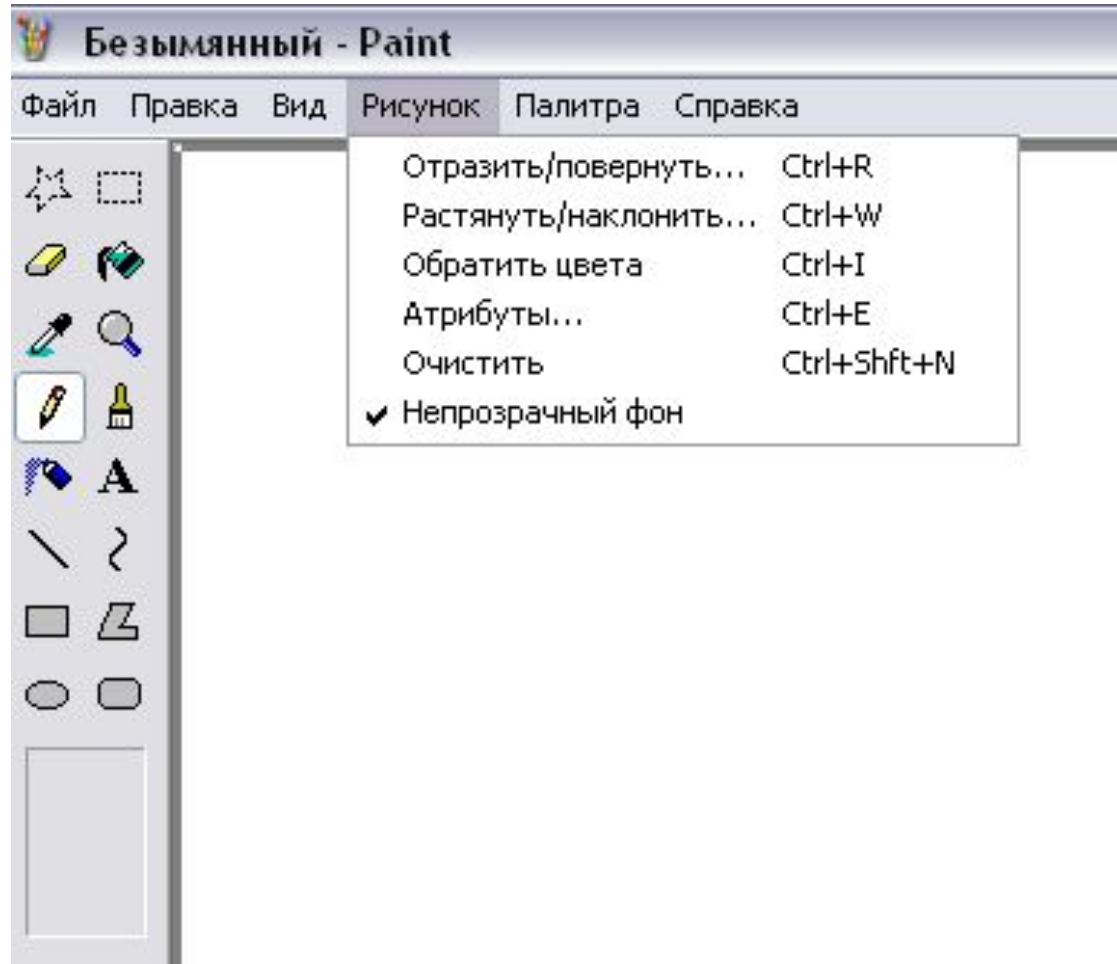 Безымянный - Paint
Файл Правка Вид Рисунок Палитра Справка
Отразить/повернуть... Ctrl+R
Растянуть/наклонить... Ctrl+W
Обратить цвета Ctrl+I
Атрибуты... Ctrl+E
Очистить Ctrl+Shft+N
Непрозрачный фон
A